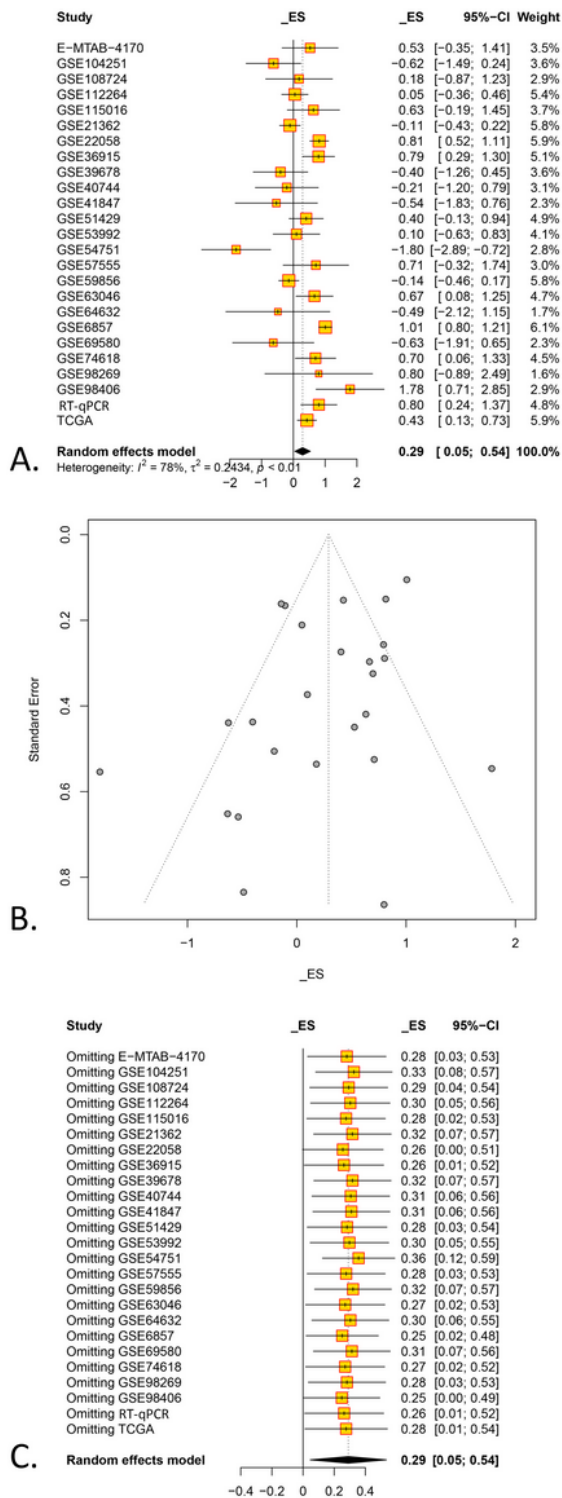 Study _ES _ES 95%−CI Weight
E−MTAB−4170 0.53 [−0.35; 1.41] 3.5%
GSE104251 −0.62 [−1.49; 0.24] 3.6%
GSE108724 0.18 [−0.87; 1.23] 2.9%
GSE112264 0.05 [−0.36; 0.46] 5.4%
GSE115016 0.63 [−0.19; 1.45] 3.7%
GSE21362 −0.11 [−0.43; 0.22] 5.8%
GSE22058 0.81 [ 0.52; 1.11] 5.9%
GSE36915 0.79 [ 0.29; 1.30] 5.1%
GSE39678 −0.40 [−1.26; 0.45] 3.6%
GSE40744 −0.21 [−1.20; 0.79] 3.1%
GSE41847 −0.54 [−1.83; 0.76] 2.3%
GSE51429 0.40 [−0.13; 0.94] 4.9%
GSE53992 0.10 [−0.63; 0.83] 4.1%
GSE54751 −1.80 [−2.89; −0.72] 2.8%
GSE57555 0.71 [−0.32; 1.74] 3.0%
GSE59856 −0.14 [−0.46; 0.17] 5.8%
GSE63046 0.67 [ 0.08; 1.25] 4.7%
GSE64632 −0.49 [−2.12; 1.15] 1.7%
GSE6857 1.01 [ 0.80; 1.21] 6.1%
GSE69580 −0.63 [−1.91; 0.65] 2.3%
GSE74618 0.70 [ 0.06; 1.33] 4.5%
GSE98269 0.80 [−0.89; 2.49] 1.6%
GSE98406 1.78 [ 0.71; 2.85] 2.9%
RT-qPCR 0.80 [ 0.24; 1.37] 4.8%
TCGA 0.43 [ 0.13; 0.73] 5.9%
Random effects model 0.29 [ 0.05; 0.54] 100.0%
Heterogeneity: I² = 78%, τ² = 0.2434, p < 0.01
−2 −1 0 1 2
A.
0.0
0.2
0.4
0.6
0.8
Standard Error
−1 0 1 2
_ES
B.
Study _ES _ES 95%−CI
Omitting E−MTAB−4170 0.28 [0.03; 0.53]
Omitting GSE104251 0.33 [0.08; 0.57]
Omitting GSE108724 0.29 [0.04; 0.54]
Omitting GSE112264 0.30 [0.05; 0.56]
Omitting GSE115016 0.28 [0.02; 0.53]
Omitting GSE21362 0.32 [0.07; 0.57]
Omitting GSE22058 0.26 [0.00; 0.51]
Omitting GSE36915 0.26 [0.01; 0.52]
Omitting GSE39678 0.32 [0.07; 0.57]
Omitting GSE40744 0.31 [0.06; 0.56]
Omitting GSE41847 0.31 [0.06; 0.56]
Omitting GSE51429 0.28 [0.03; 0.54]
Omitting GSE53992 0.30 [0.05; 0.55]
Omitting GSE54751 0.36 [0.12; 0.59]
Omitting GSE57555 0.28 [0.03; 0.53]
Omitting GSE59856 0.32 [0.07; 0.57]
Omitting GSE63046 0.27 [0.02; 0.53]
Omitting GSE64632 0.30 [0.06; 0.55]
Omitting GSE6857 0.25 [0.02; 0.48]
Omitting GSE69580 0.31 [0.07; 0.56]
Omitting GSE74618 0.27 [0.02; 0.52]
Omitting GSE98269 0.28 [0.03; 0.53]
Omitting GSE98406 0.25 [0.00; 0.49]
Omitting RT-qPCR 0.26 [0.01; 0.52]
Omitting TCGA 0.28 [0.01; 0.54]
Random effects model 0.29 [0.05; 0.54]
−0.4 −0.2 0 0.2 0.4
C.